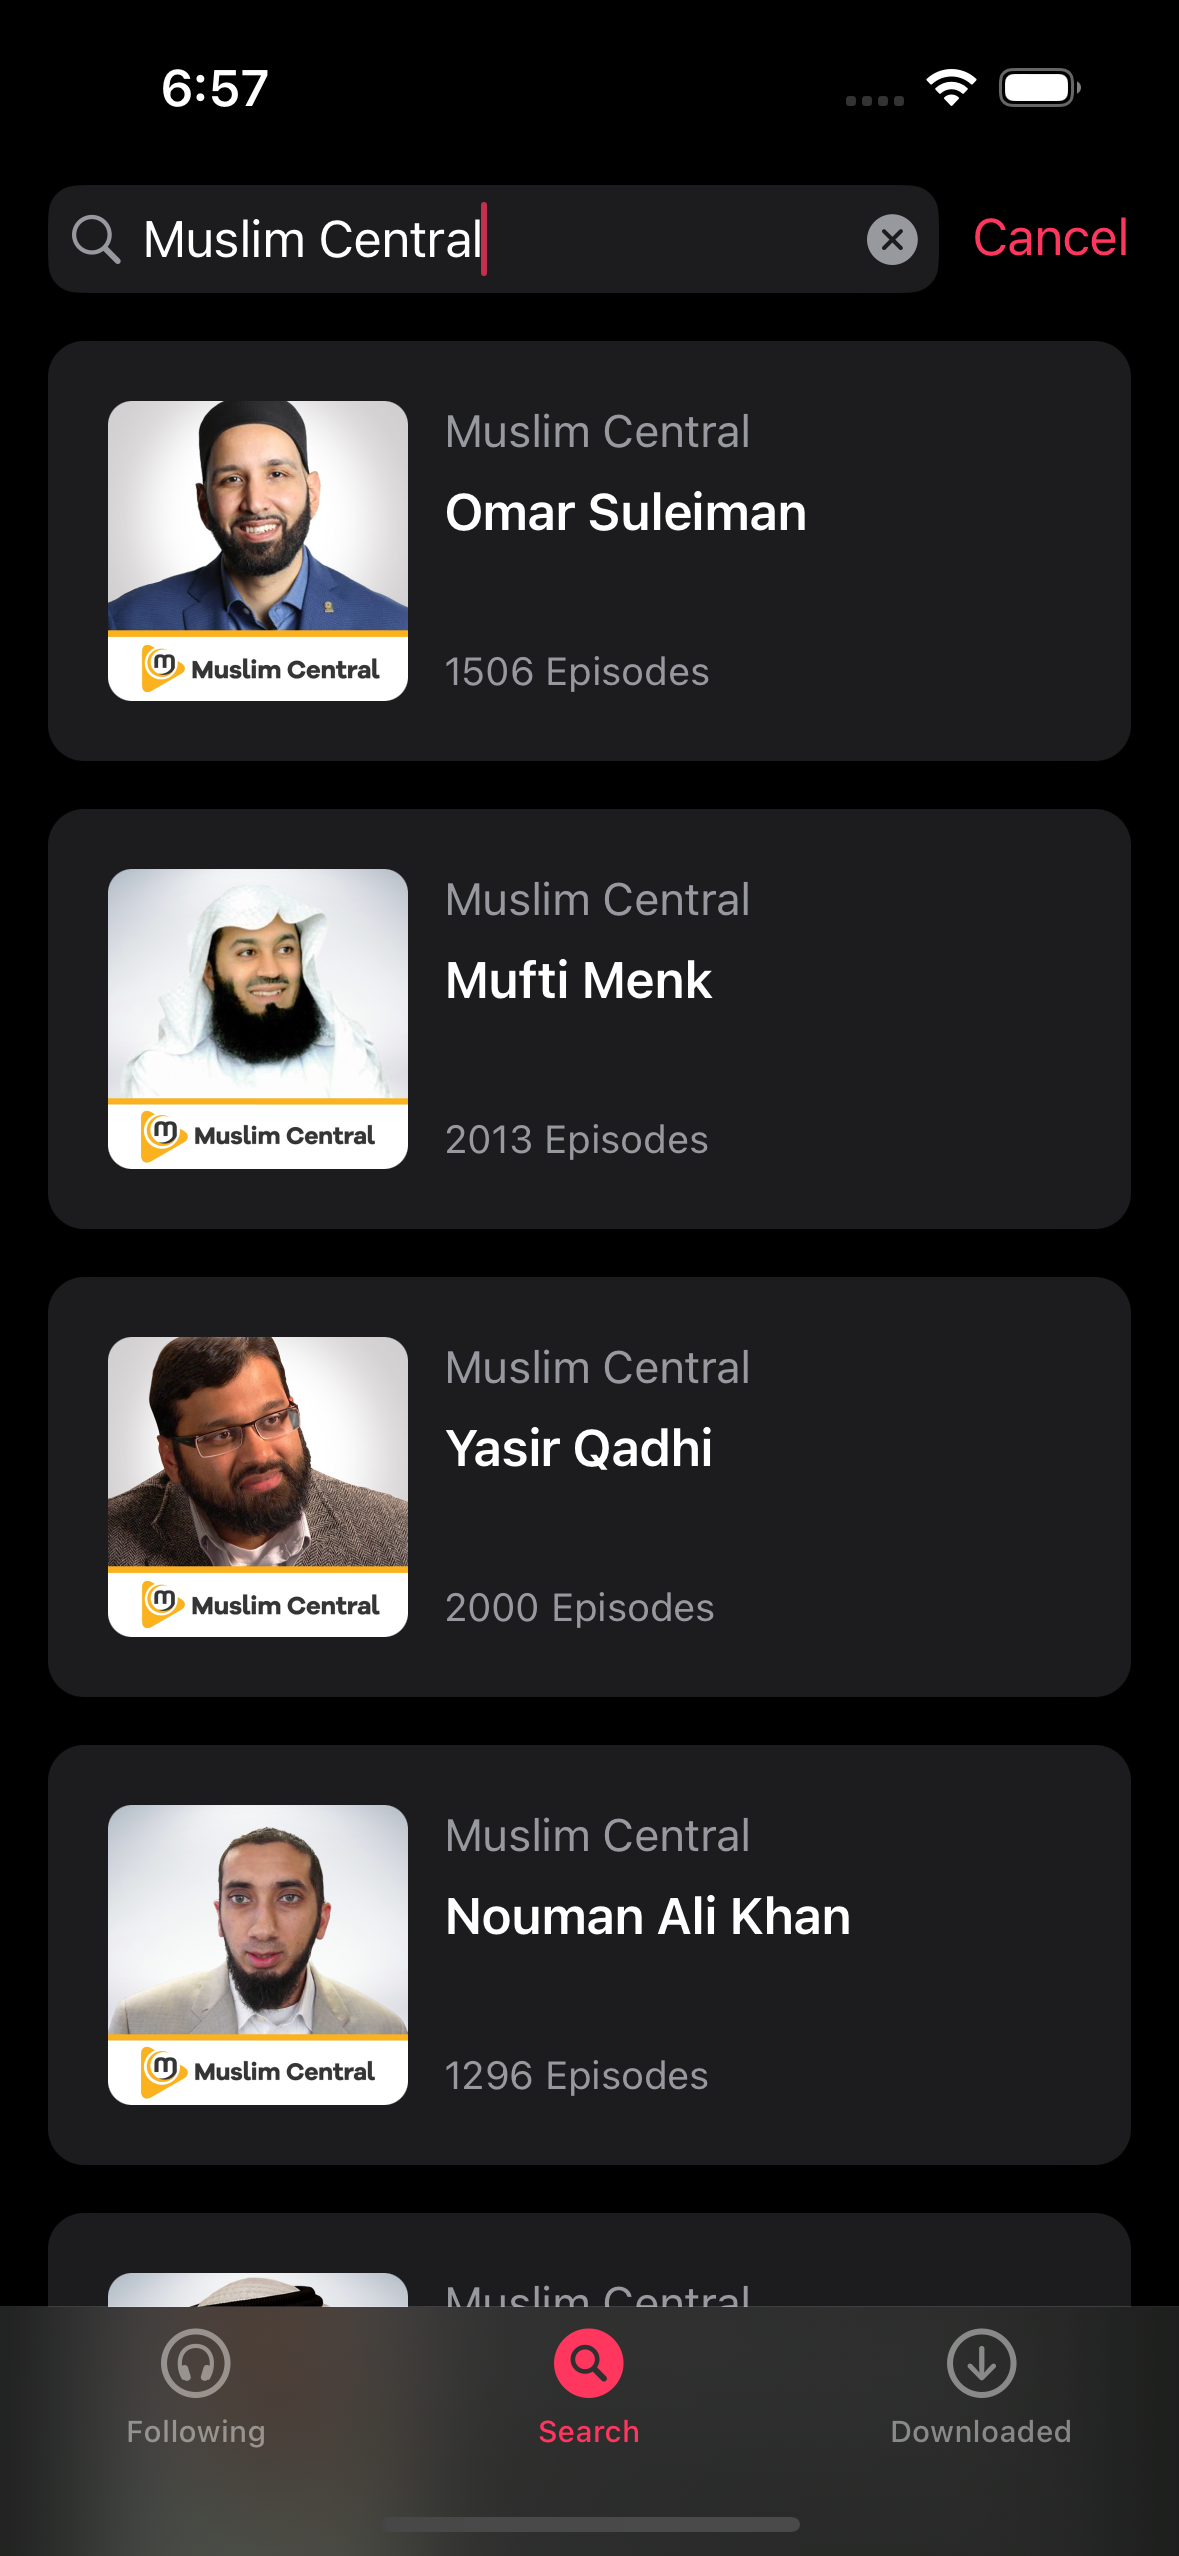 6:57
Muslim Central
Cancel
Muslim Central
Omar Suleiman
1506 Episodes
m Muslim Central
Muslim Central
Mufti Menk
2013 Episodes
m Muslim Central
Muslim Central
Yasir Qadhi
2000 Episodes
m Muslim Central
Muslim Central
Nouman Ali Khan
1296 Episodes
m Muslim Central
Muslim Central
Following
Search
Downloaded